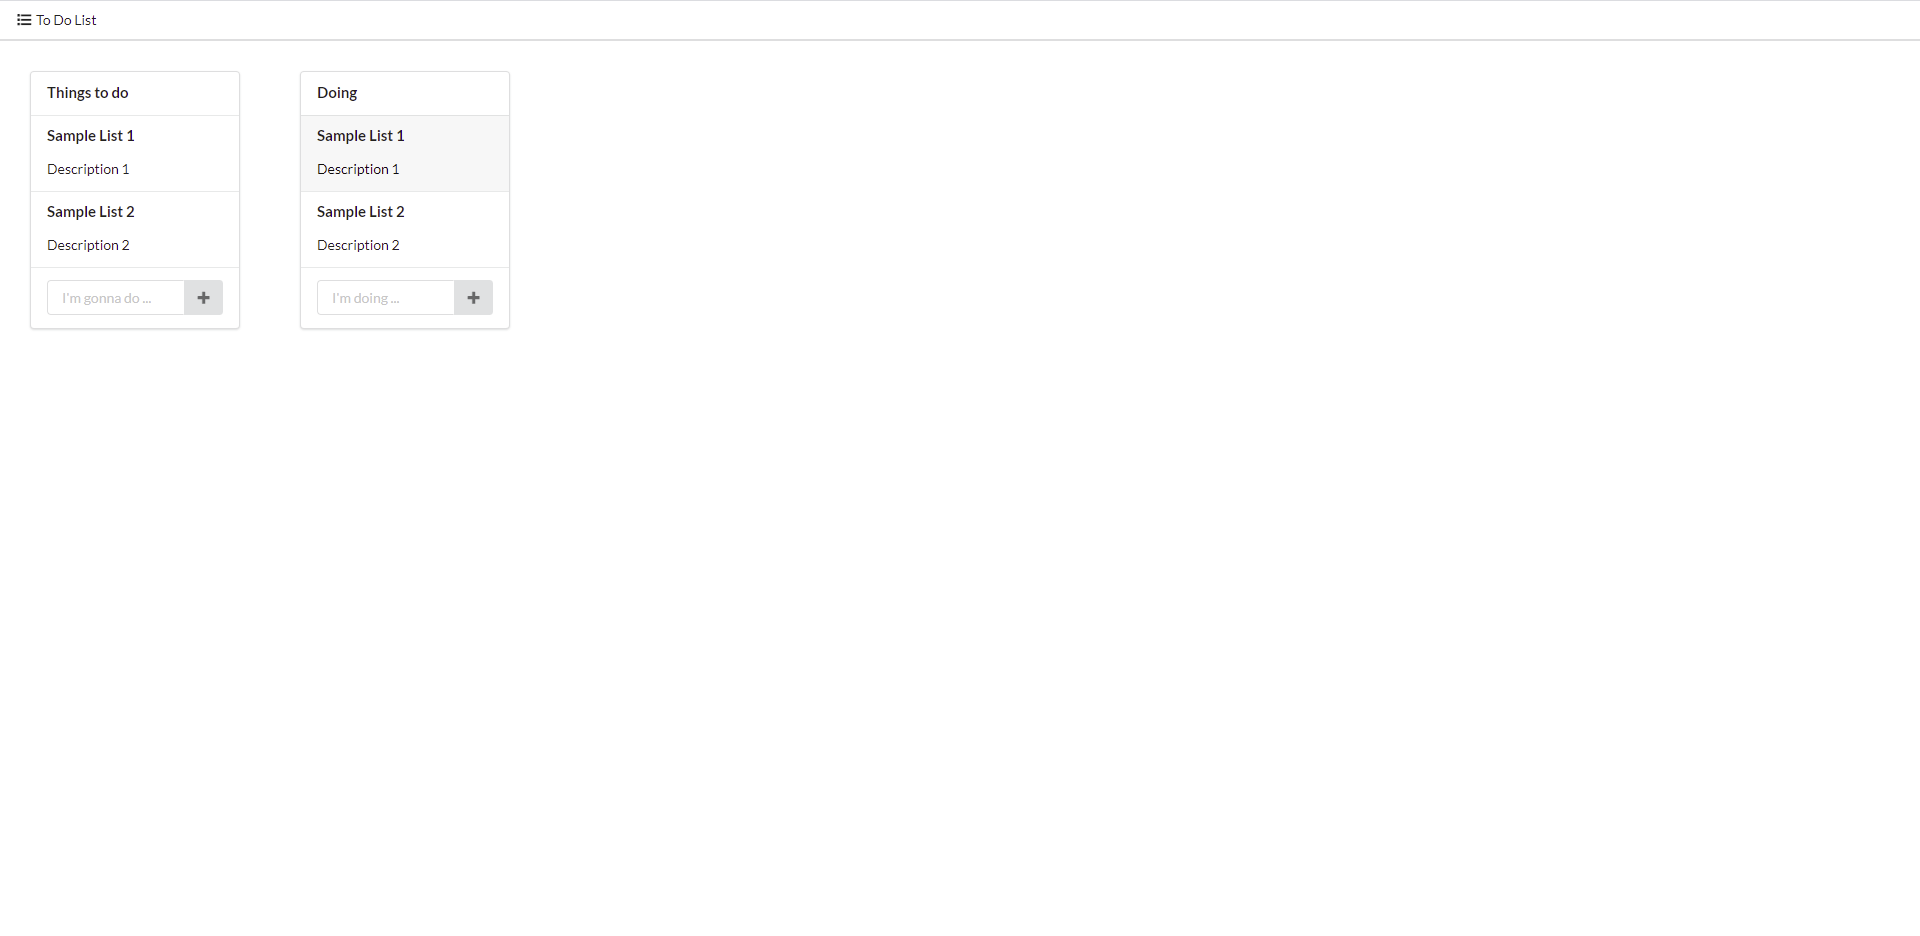 To Do List
Things to do
Sample List 1
Description 1
Sample List 2
Description 2
I'm gonna do ...
Doing
Sample List 1
Description 1
Sample List 2
Description 2
I'm doing ...